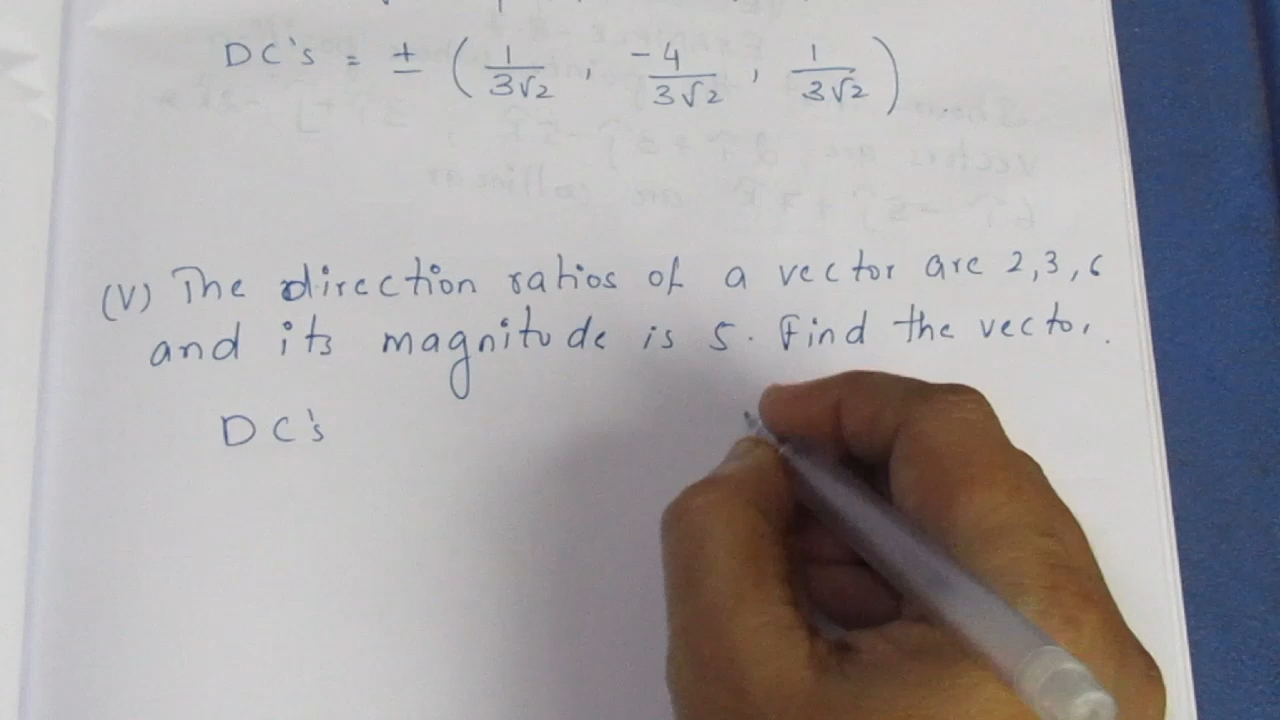 DC's = ± ( 1/3√2 , -4/3√2 , 1/3√2 )
(V) The direction ratios of a vector are 2,3,6
and its magnitude is 5. Find the vector.
DC's